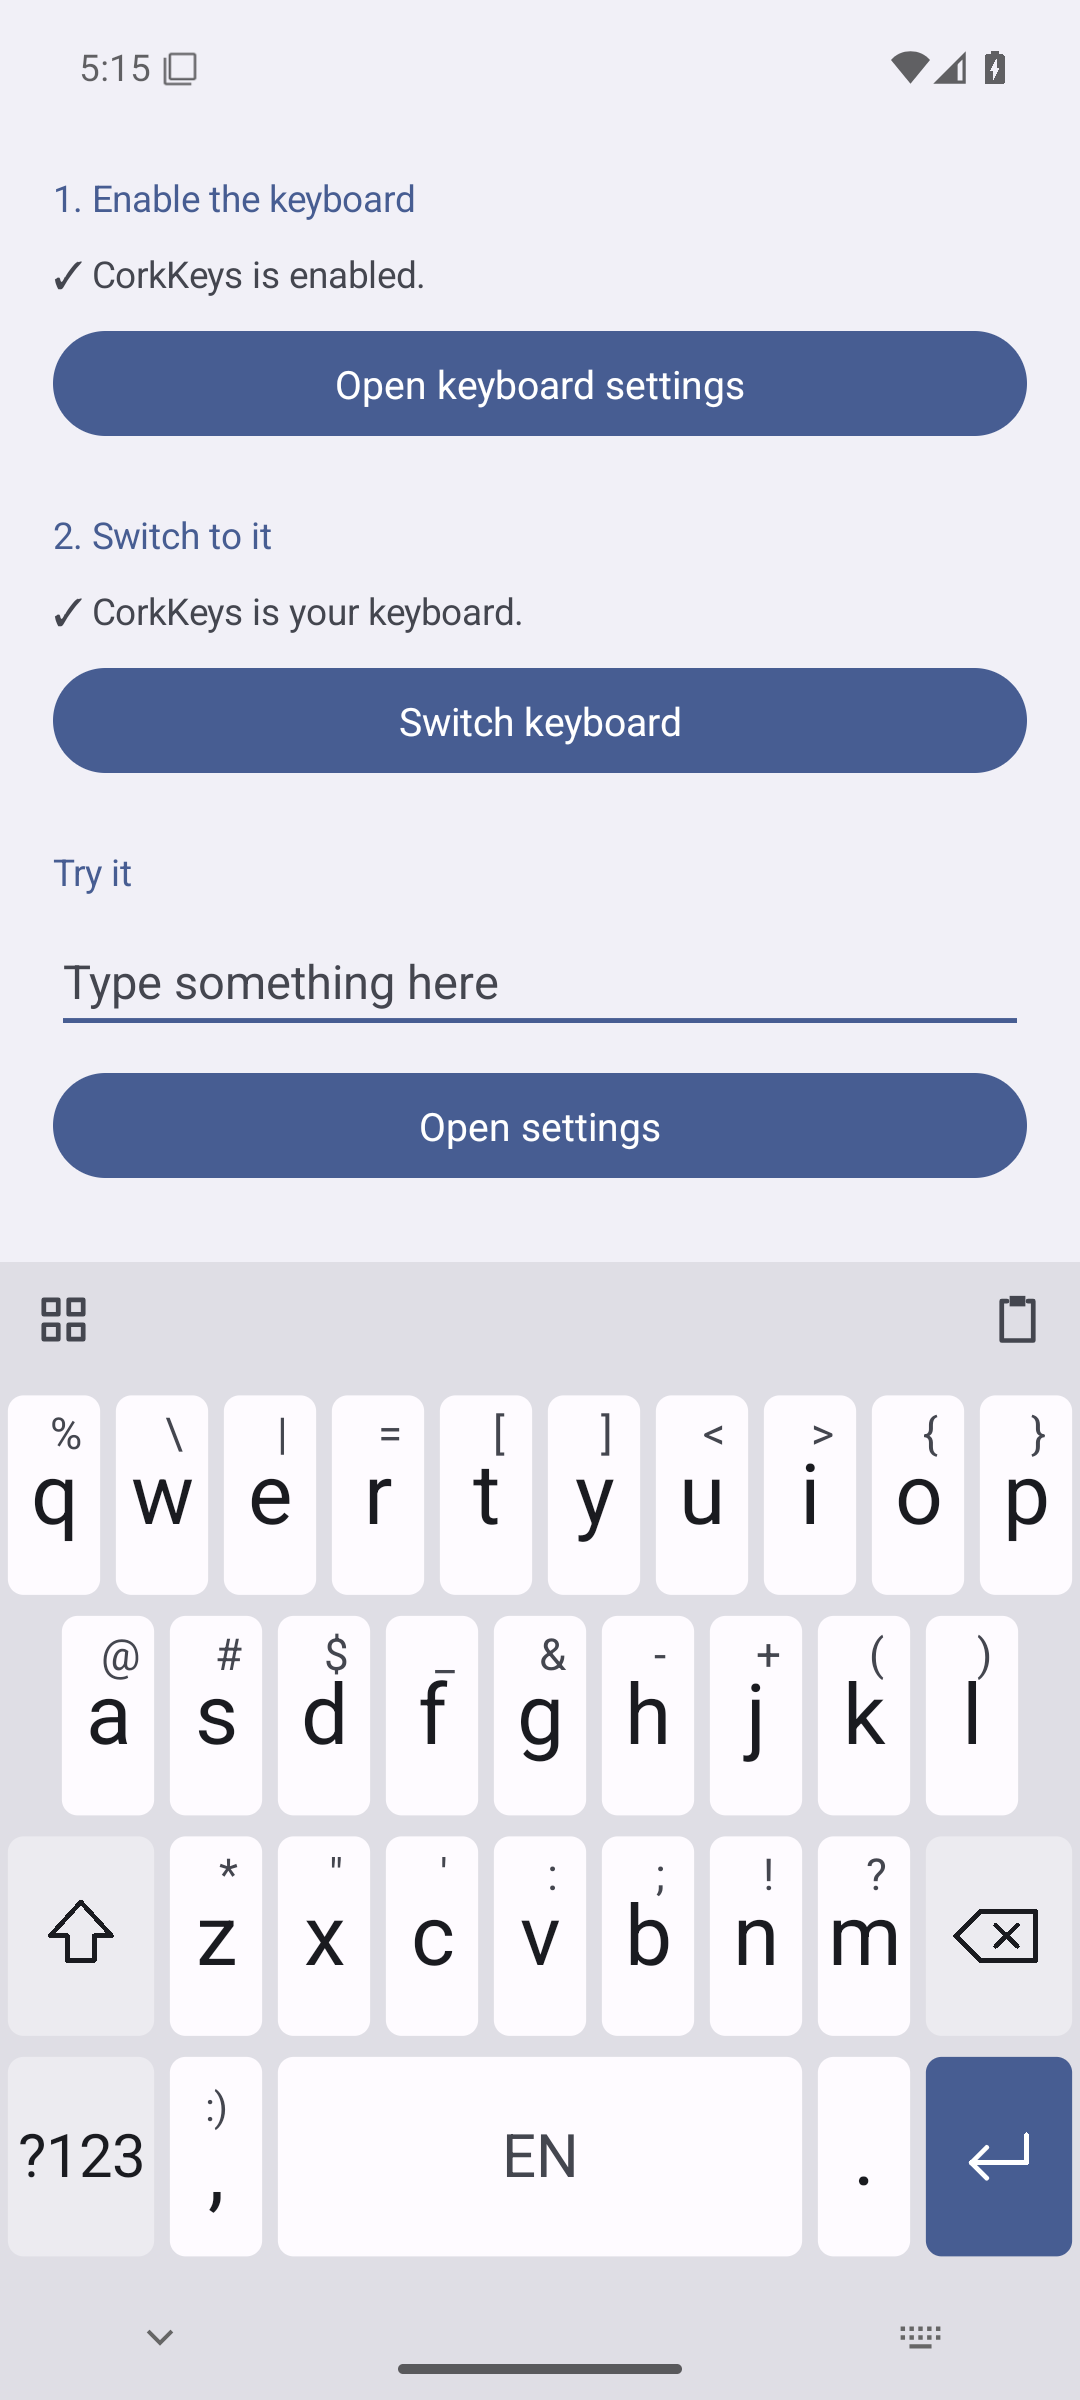 5:15
1. Enable the keyboard
✓ CorkKeys is enabled.
Open keyboard settings
2. Switch to it
✓ CorkKeys is your keyboard.
Switch keyboard
Try it
Type something here
Open settings
% \ | = [ ] < > { }
q w e r t y u i o p
@ # $ _ & - + ( )
a s d f g h j k l
* " ' : ; ! ?
z x c v b n m
:)
?123 , EN .